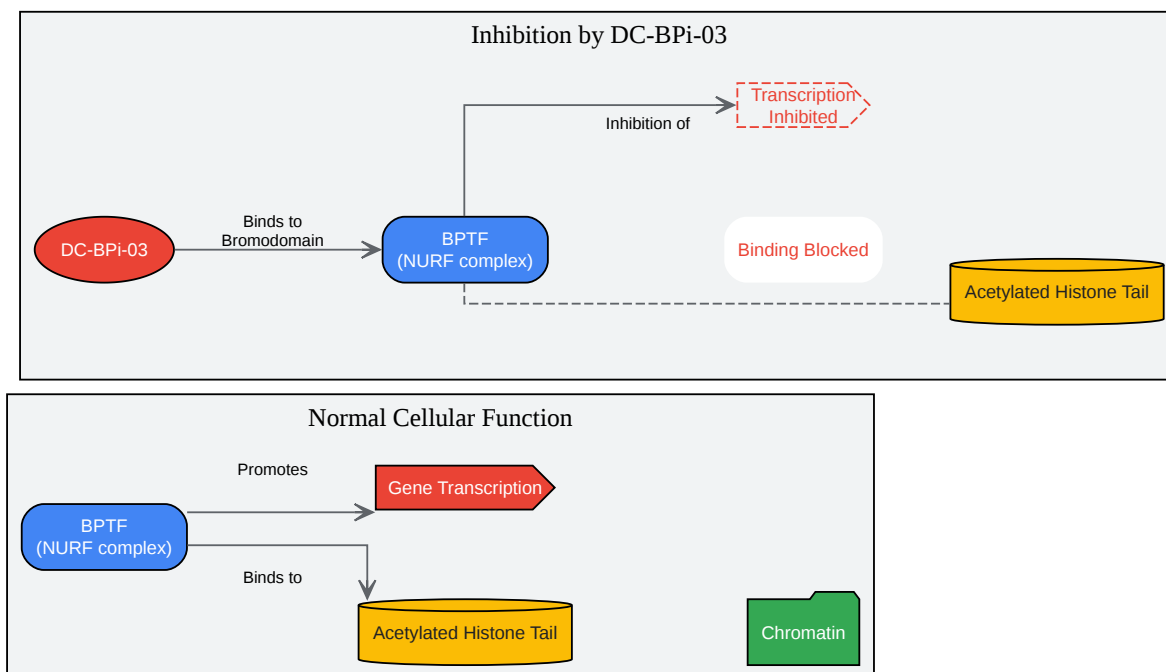 Inhibition by DC-BPi-03
Transcription
Inhibited
Inhibition of
Binds to
Bromodomain
DC-BPi-03
BPTF
(NURF complex)
Binding Blocked
Acetylated Histone Tail
Normal Cellular Function
Promotes
Gene Transcription
BPTF
(NURF complex)
Binds to
Acetylated Histone Tail
Chromatin